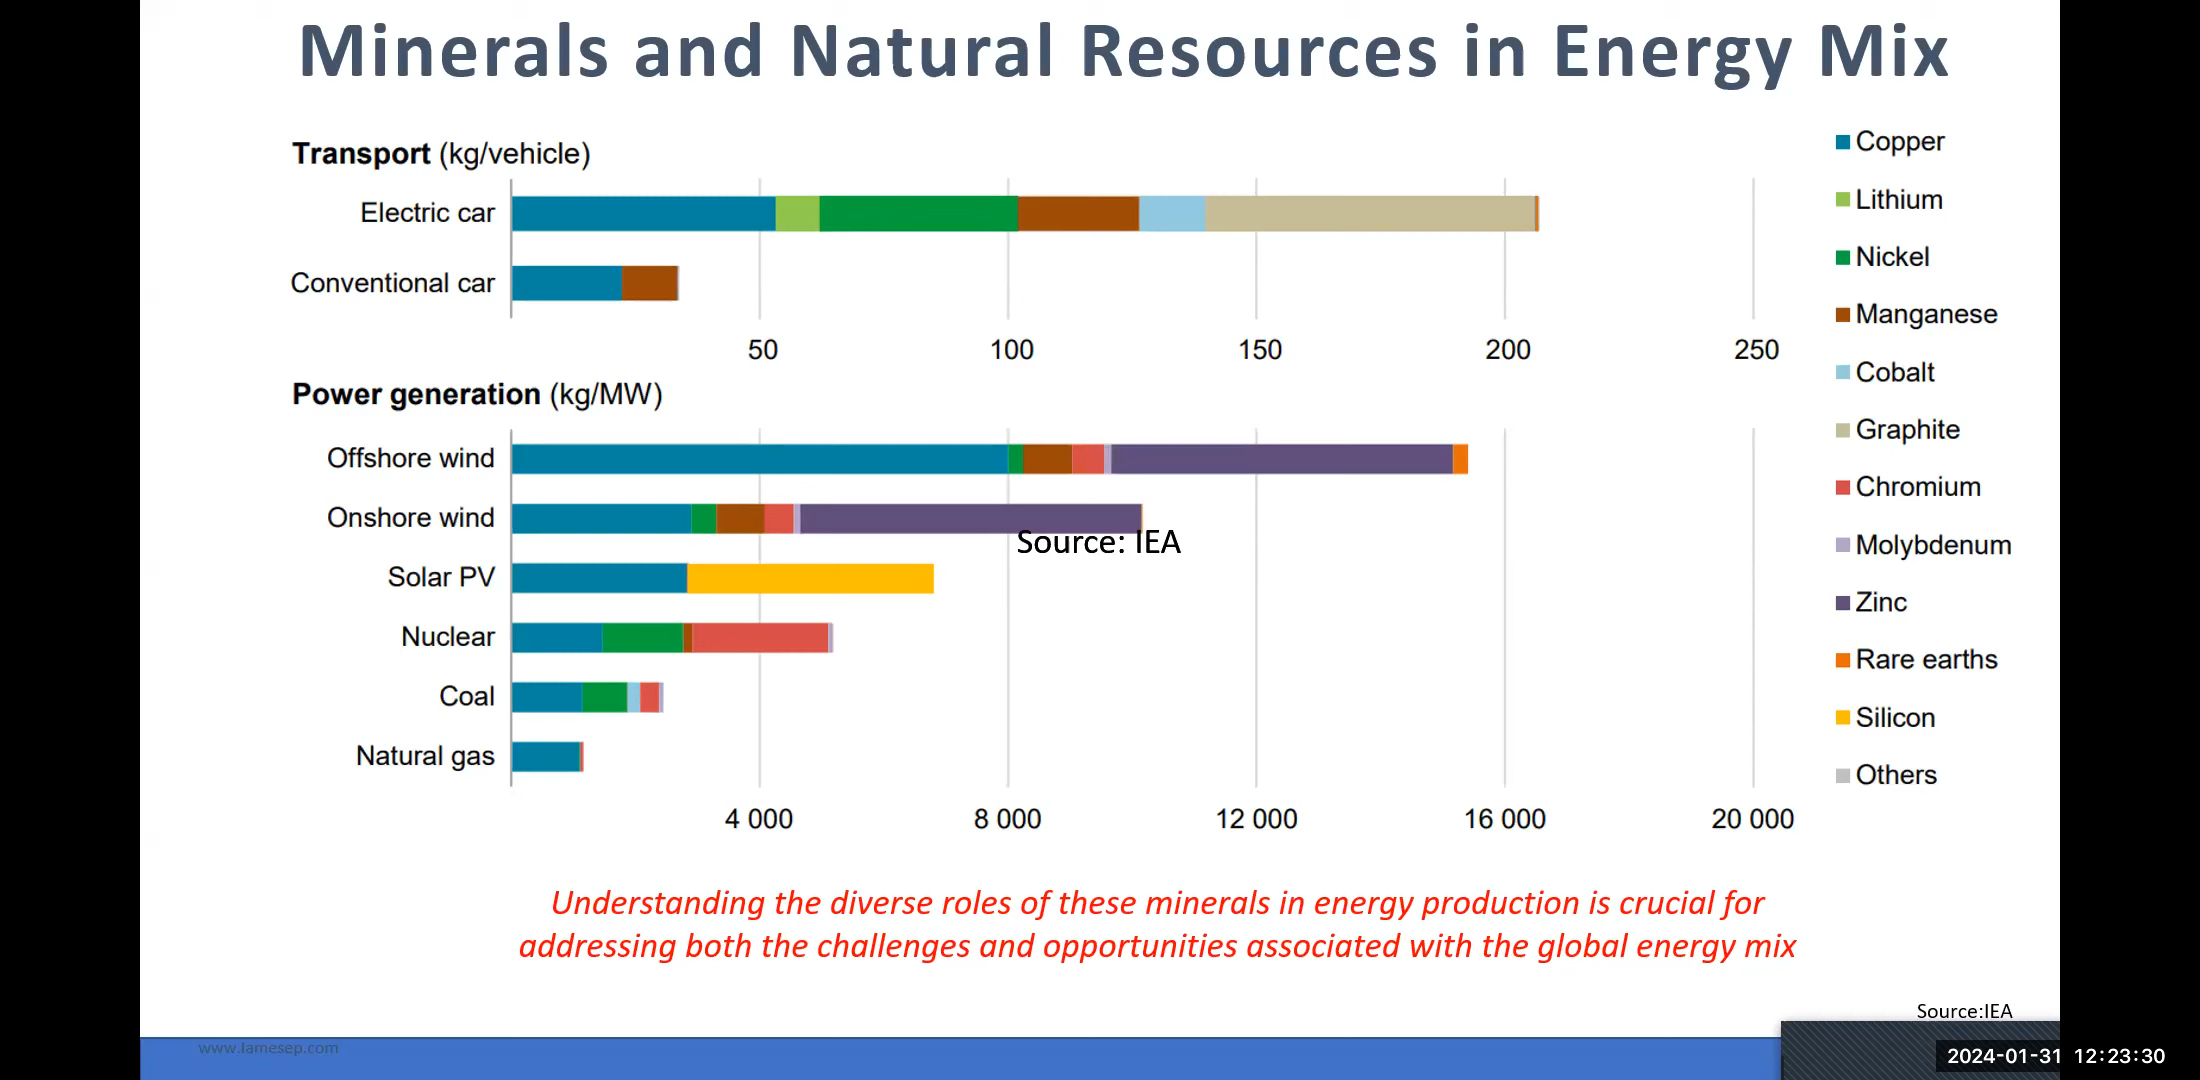 Minerals and Natural Resources in Energy Mix
Transport (kg/vehicle)
Electric car
Conventional car
50 100 150 200 250
Power generation (kg/MW)
Offshore wind
Onshore wind
Source: IEA
Solar PV
Nuclear
Coal
Natural gas
4 000 8 000 12 000 16 000 20 000
Copper
Lithium
Nickel
Manganese
Cobalt
Graphite
Chromium
Molybdenum
Zinc
Rare earths
Silicon
Others
Understanding the diverse roles of these minerals in energy production is crucial for
addressing both the challenges and opportunities associated with the global energy mix
Source:IEA
www.lamesep.com
2024-01-31 12:23:30